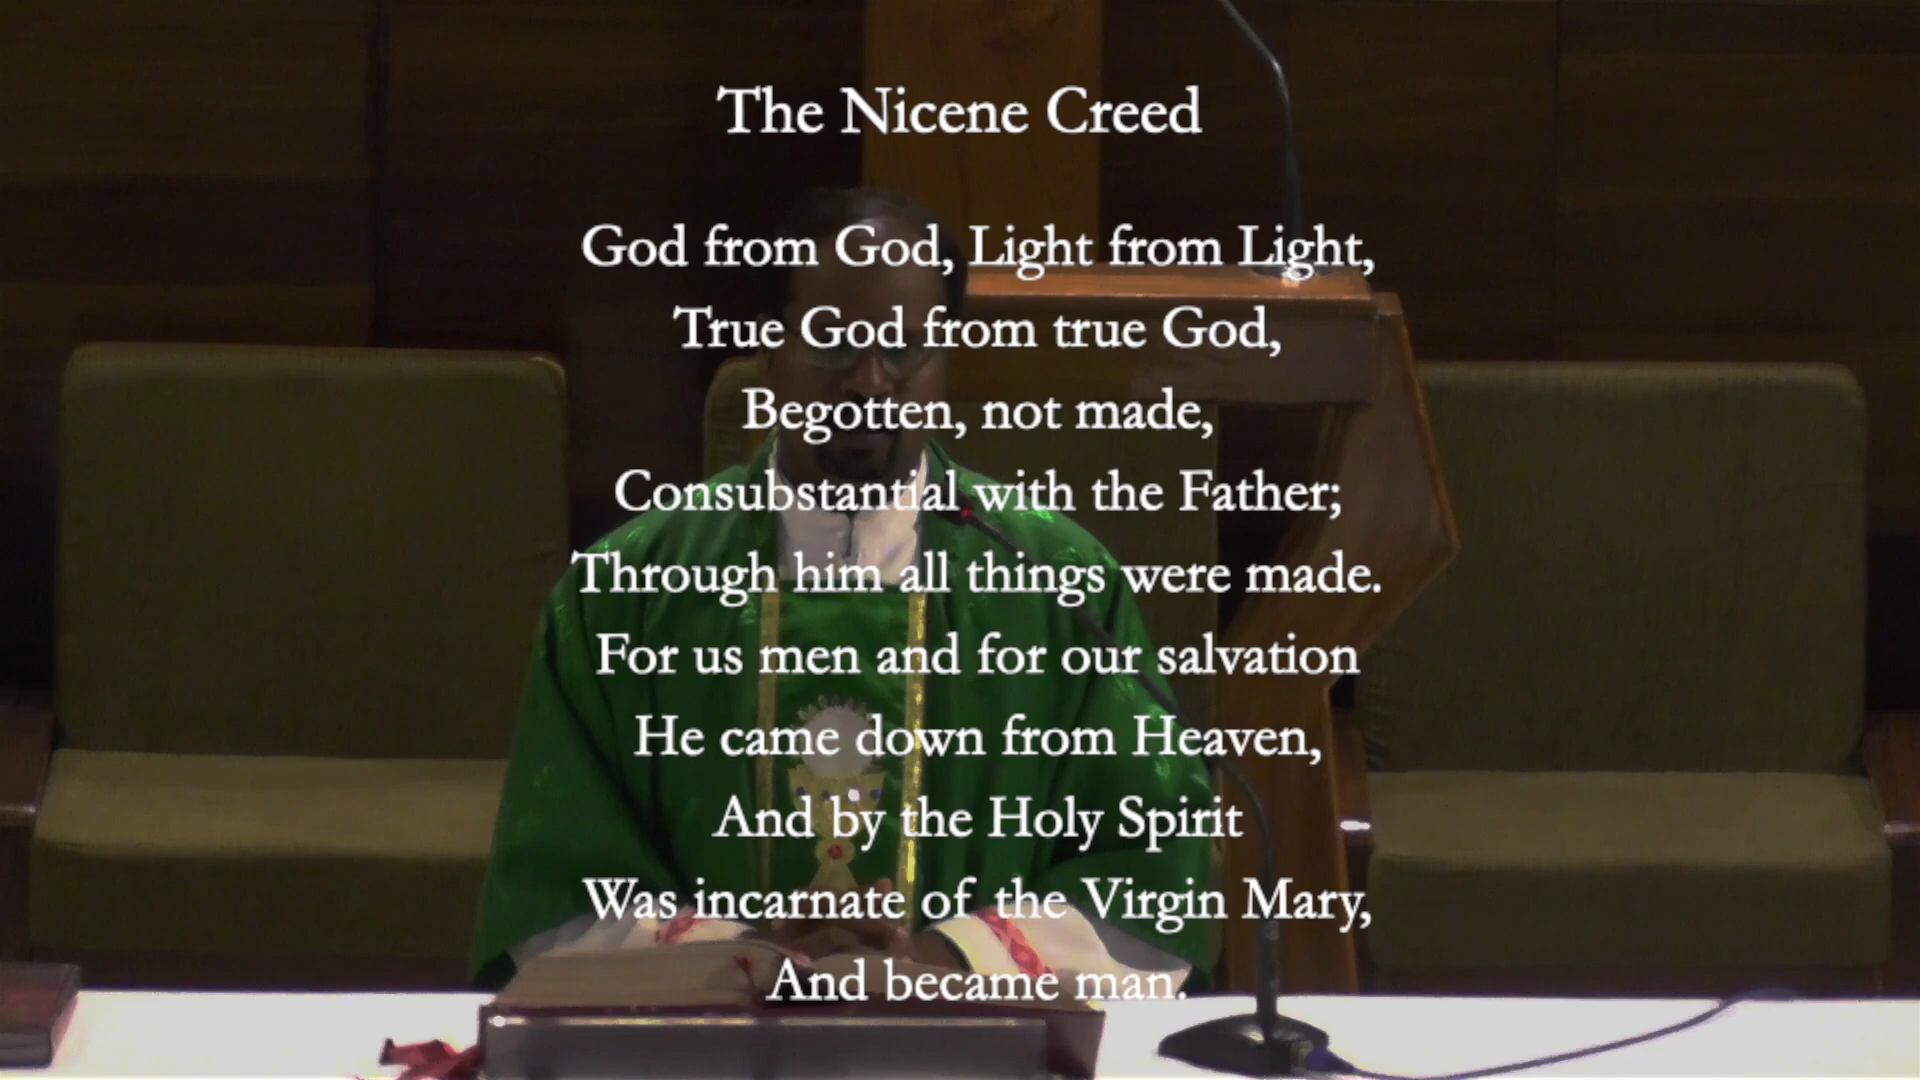 The Nicene Creed
God from God, Light from Light,
True God from true God,
Begotten, not made,
Consubstantial with the Father;
Through him all things were made.
For us men and for our salvation
He came down from Heaven,
And by the Holy Spirit
Was incarnate of the Virgin Mary,
And became man.